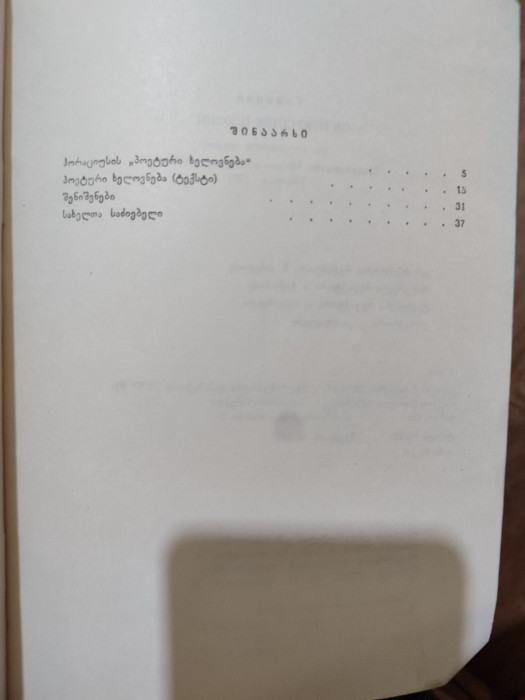 შინაარსი
ჰორაციუსის „პოეტური ხელოვნება“ . . . . . 5
პოეტური ხელოვნება (ტექსტი) . . . . . . . 15
შენიშვნები . . . . . . . . . . 31
სახელთა საძიებელი . . . . . . . . . 37